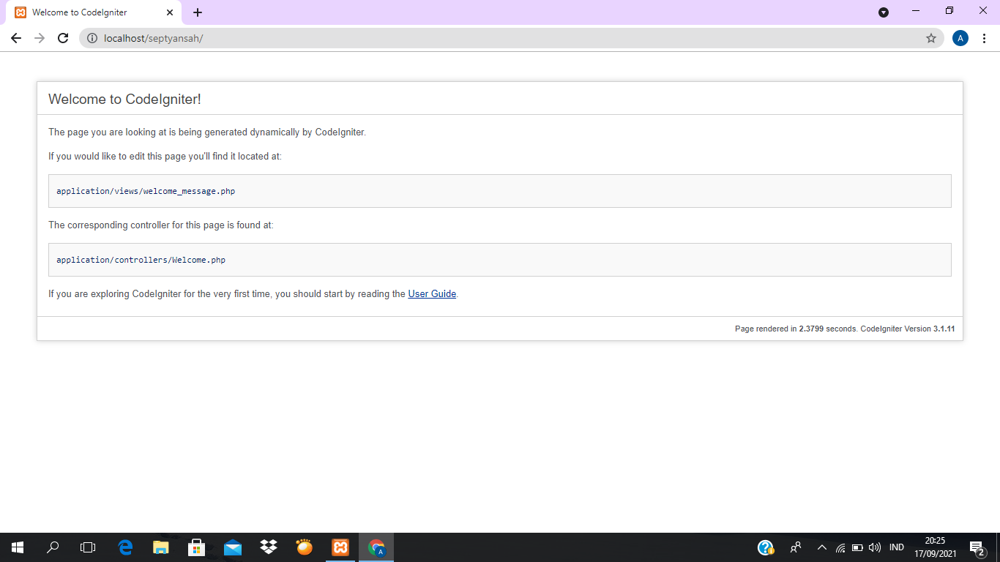 Welcome to CodeIgniter
localhost/septyansah/
A
Welcome to CodeIgniter!
The page you are looking at is being generated dynamically by CodeIgniter.
If you would like to edit this page you'll find it located at:
application/views/welcome_message.php
The corresponding controller for this page is found at:
application/controllers/Welcome.php
If you are exploring CodeIgniter for the very first time, you should start by reading the User Guide.
Page rendered in 2.3799 seconds. CodeIgniter Version 3.1.11
A
IND
20:25
17/09/2021
2